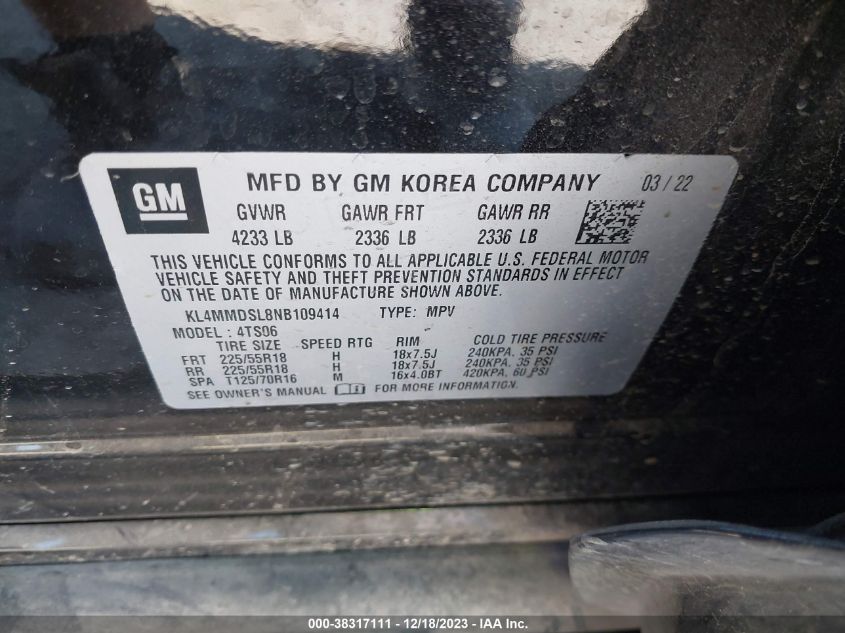 GM MFD BY GM KOREA COMPANY 03/22
GVWR GAWR FRT GAWR RR
4233 LB 2336 LB 2336 LB
THIS VEHICLE CONFORMS TO ALL APPLICABLE U.S. FEDERAL MOTOR
VEHICLE SAFETY AND THEFT PREVENTION STANDARDS IN EFFECT
ON THE DATE OF MANUFACTURE SHOWN ABOVE.
KL4MMDSL8NB109414 TYPE: MPV
MODEL: 4TS06
TIRE SIZE SPEED RTG RIM COLD TIRE PRESSURE
FRT 225/55R18 H 18x7.5J 240KPA, 35 PSI
RR 225/55R18 H 18x7.5J 240KPA, 35 PSI
SPA T125/70R16 M 16x4.0BT 420KPA, 60 PSI
SEE OWNER'S MANUAL FOR MORE INFORMATION.
000-38317111 - 12/18/2023 - IAA Inc.